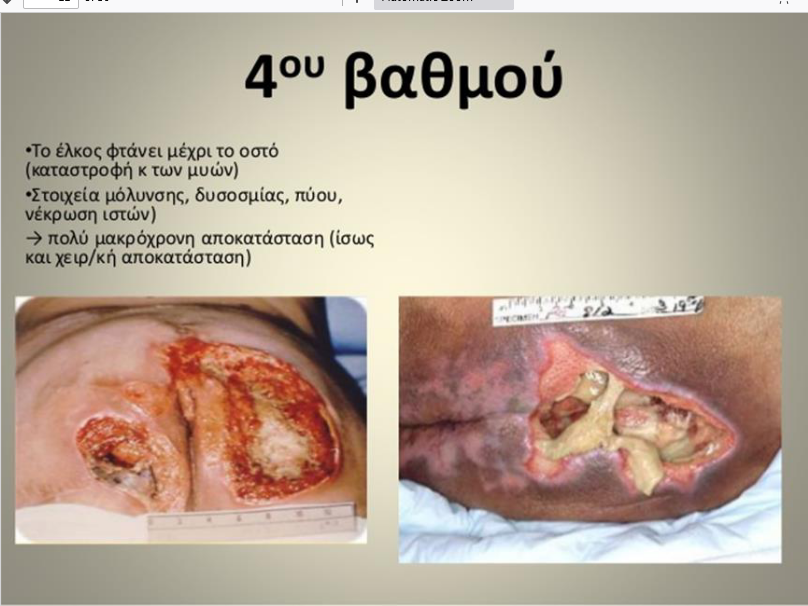 4ου βαθμού
•Το έλκος φτάνει μέχρι το οστό
(καταστροφή κ των μυών)
•Στοιχεία μόλυνσης, δυσοσμίας, πύου,
νέκρωση ιστών)
→ πολύ μακρόχρονη αποκατάσταση (ίσως
και χειρ/κή αποκατάσταση)